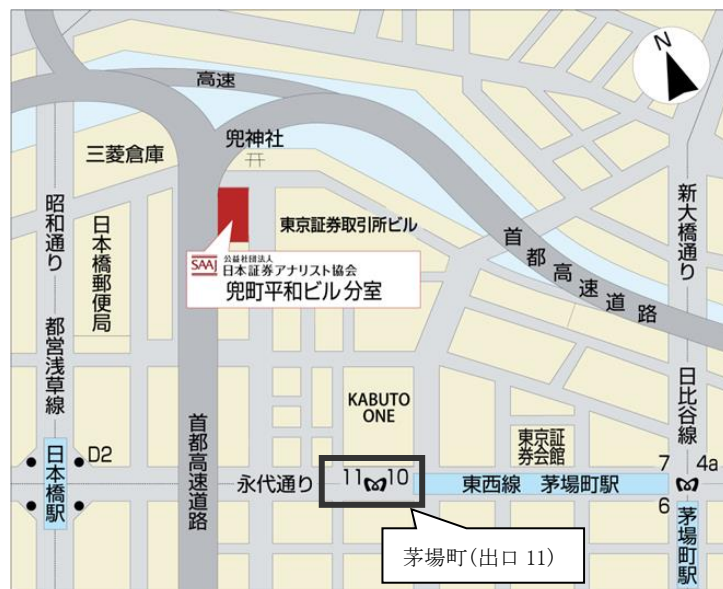 N
高速
兜神社
三菱倉庫
昭和通り
日本橋郵便局
東京証券取引所ビル
新大橋通り
首都高速道路
SAAJ 公益社団法人
日本証券アナリスト協会
兜町平和ビル分室
都営浅草線
KABUTO
ONE
日比谷線
首都高速道路
東京証
券会館
D2
日本橋駅
永代通り
11 10
東西線 茅場町駅
7 4a
6
茅場町駅
茅場町(出口 11)